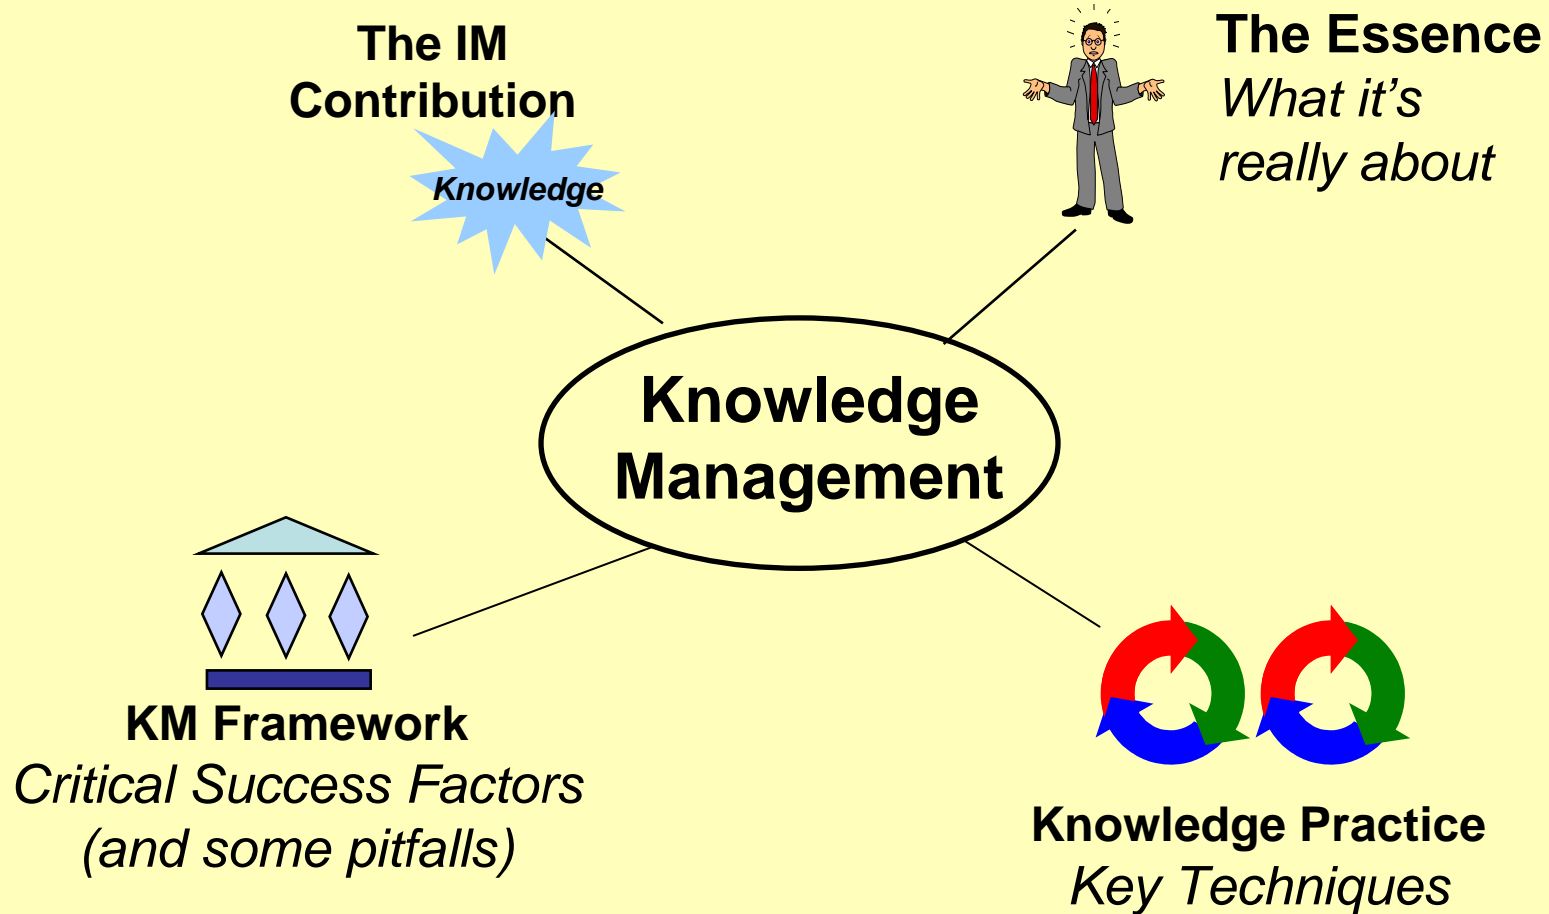 The IM
Contribution
Knowledge
The Essence
What it’s
really about
Knowledge
Management
KM Framework
Critical Success Factors
(and some pitfalls)
Knowledge Practice
Key Techniques